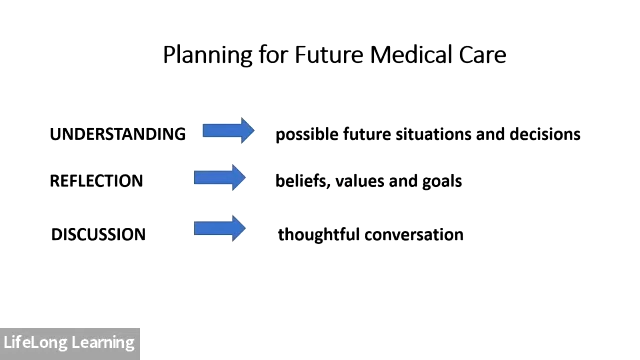 Planning for Future Medical Care
UNDERSTANDING possible future situations and decisions
REFLECTION beliefs, values and goals
DISCUSSION thoughtful conversation
LifeLong Learning